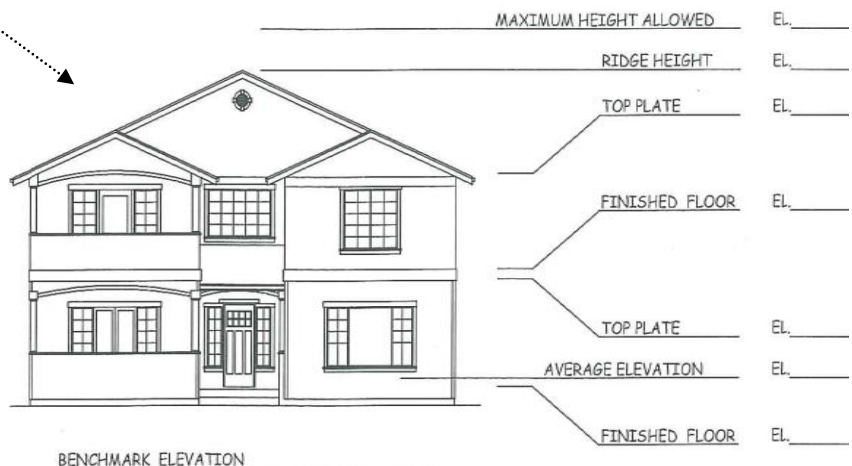 MAXIMUM HEIGHT ALLOWED EL.
RIDGE HEIGHT EL.
TOP PLATE EL.
FINISHED FLOOR EL.
TOP PLATE EL.
AVERAGE ELEVATION EL.
FINISHED FLOOR EL.
BENCHMARK ELEVATION